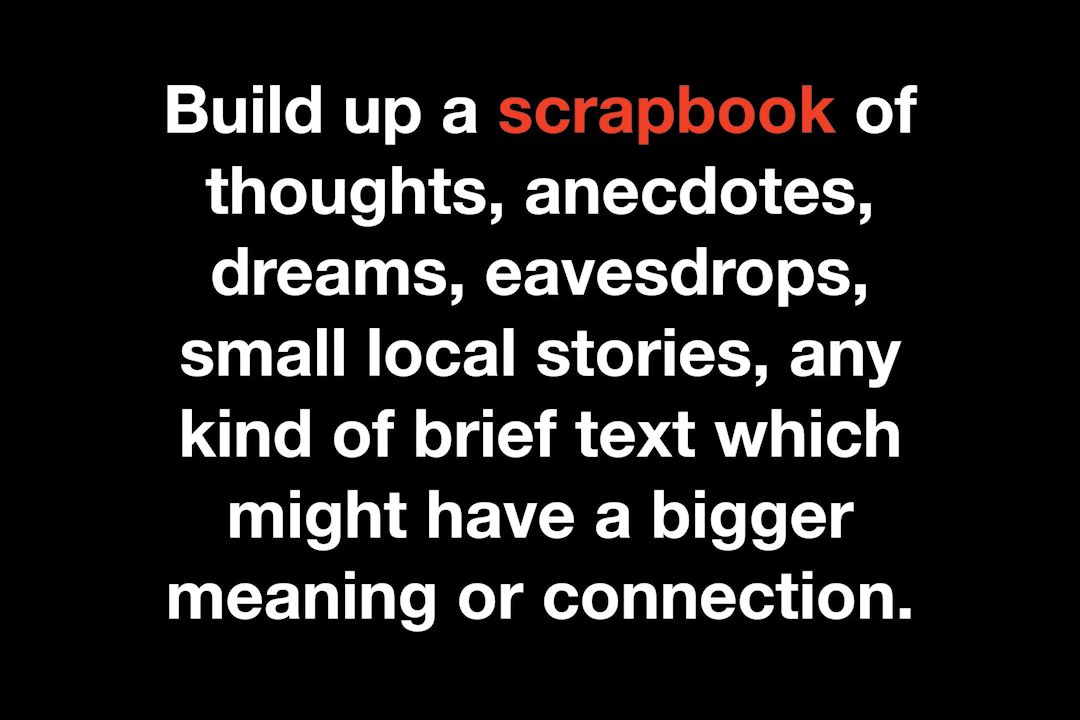 Build up a scrapbook of
thoughts, anecdotes,
dreams, eavesdrops,
small local stories, any
kind of brief text which
might have a bigger
meaning or connection.